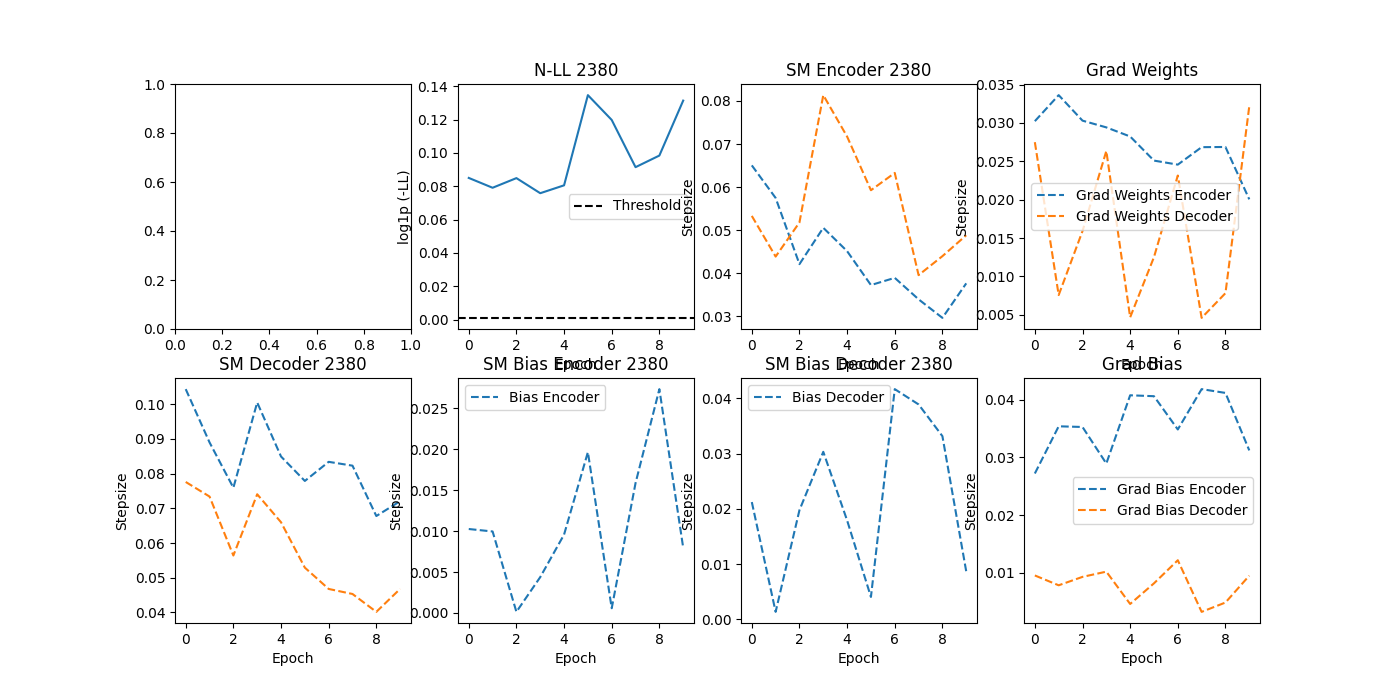 N-LL 2380
SM Encoder 2380
Grad Weights
1.0
0.8
0.6
0.4
0.2
0.0
0.0 0.2 0.4 0.6 0.8 1.0
log1p (-LL)
0.14
0.12
0.10
0.08
0.06
0.04
0.02
0.00
Threshold
0 2 4 6 8
Epoch
Stepsize
0.08
0.07
0.06
0.05
0.04
0.03
0 2 4 6 8
Epoch
Stepsize
0.035
0.030
0.025
0.020
0.015
0.010
0.005
Grad Weights Encoder
Grad Weights Decoder
0 2 4 6 8
Epoch
SM Decoder 2380
SM Bias Encoder 2380
SM Bias Decoder 2380
Grad Bias
Stepsize
0.10
0.09
0.08
0.07
0.06
0.05
0.04
0 2 4 6 8
Epoch
Stepsize
0.025
0.020
0.015
0.010
0.005
0.000
Bias Encoder
0 2 4 6 8
Epoch
Stepsize
0.04
0.03
0.02
0.01
0.00
Bias Decoder
0 2 4 6 8
Epoch
Stepsize
0.04
0.03
0.02
0.01
Grad Bias Encoder
Grad Bias Decoder
0 2 4 6 8
Epoch